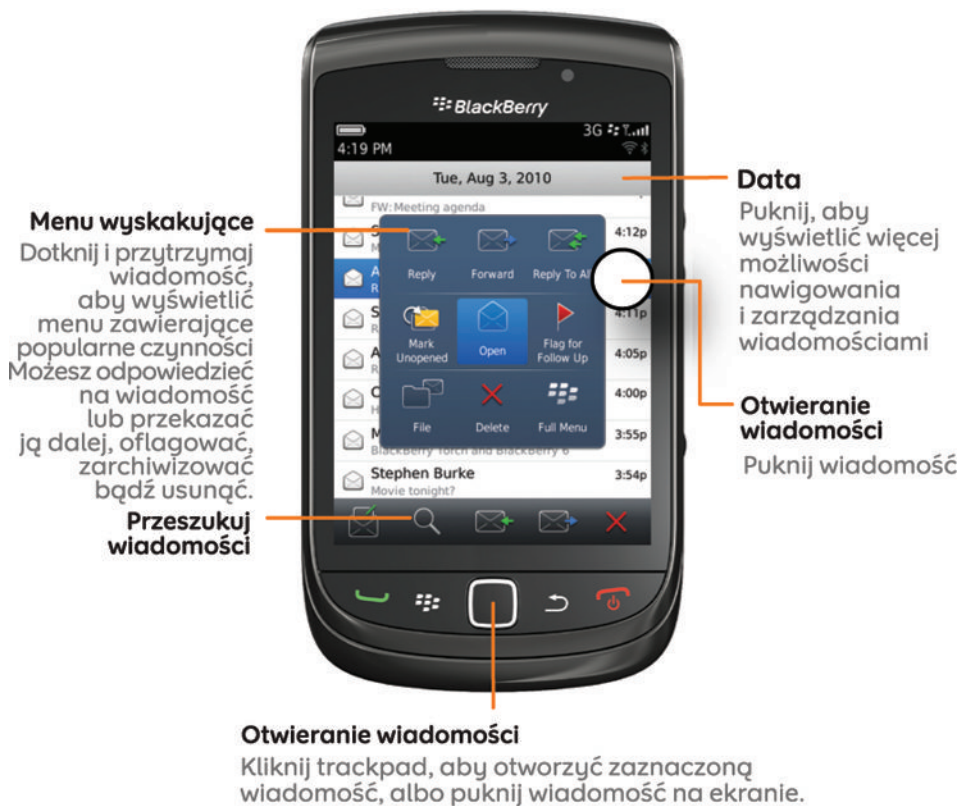 BlackBerry
3G
4:19 PM
Tue, Aug 3, 2010
FW: Meeting agenda
4:12p
Reply
Forward
Reply To All
4:11p
Mark
Unopened
Open
Flag for
Follow Up
4:05p
4:00p
File
Delete
Full Menu
3:55p
BlackBerry Torch and BlackBerry 6
Stephen Burke
3:54p
Movie tonight?
Menu wyskakujące
Dotknij i przytrzymaj
wiadomość,
aby wyświetlić
menu zawierające
popularne czynności
Możesz odpowiedzieć
na wiadomość
lub przekazać
ją dalej, oflagować,
zarchiwizować
bądź usunąć.
Przeszukuj
wiadomości
Data
Puknij, aby
wyświetlić więcej
możliwości
nawigowania
i zarządzania
wiadomościami
Otwieranie
wiadomości
Puknij wiadomość
Otwieranie wiadomości
Kliknij trackpad, aby otworzyć zaznaczoną
wiadomość, albo puknij wiadomość na ekranie.